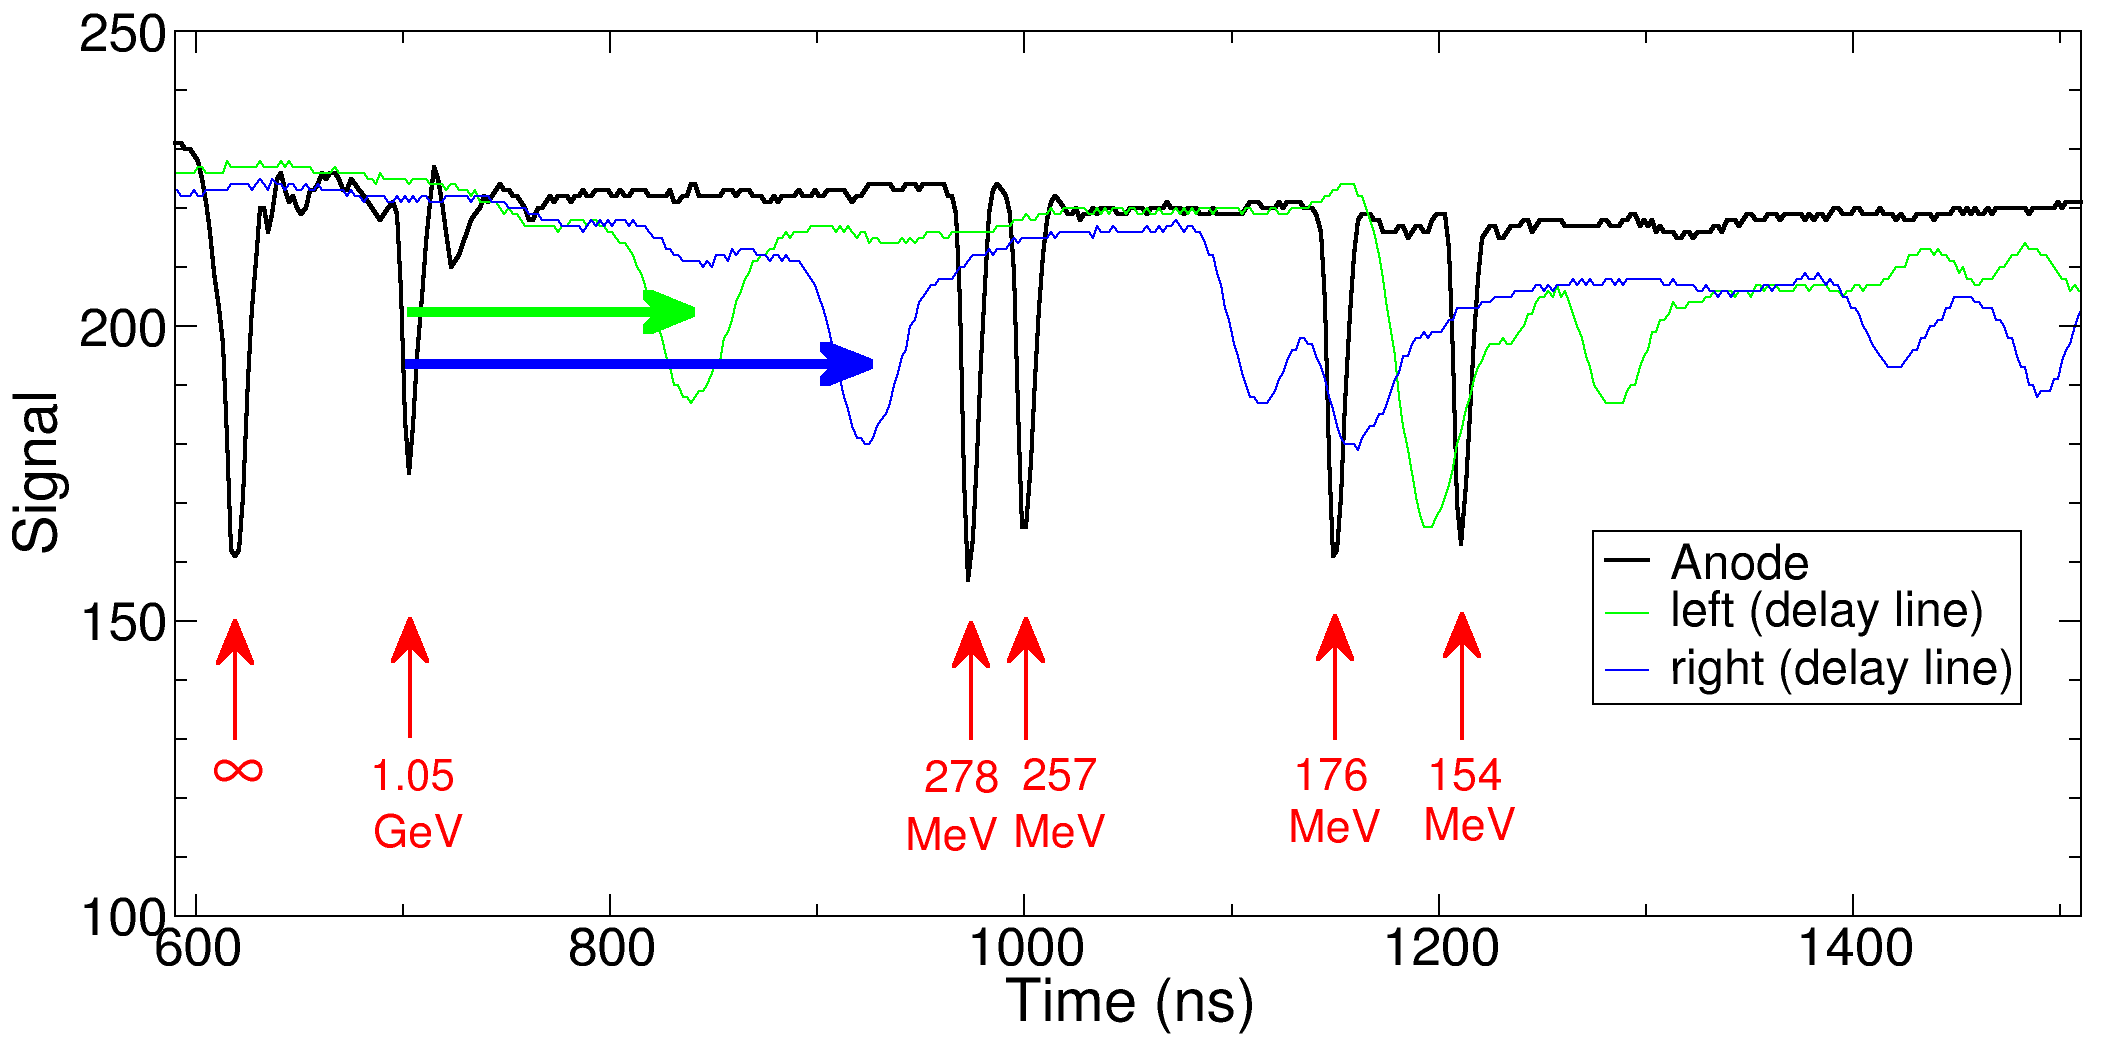 250
200
150
100
Signal
∞
1.05
GeV
278
MeV
257
MeV
176
MeV
154
MeV
Anode
left (delay line)
right (delay line)
600 800 1000 1200 1400
Time (ns)